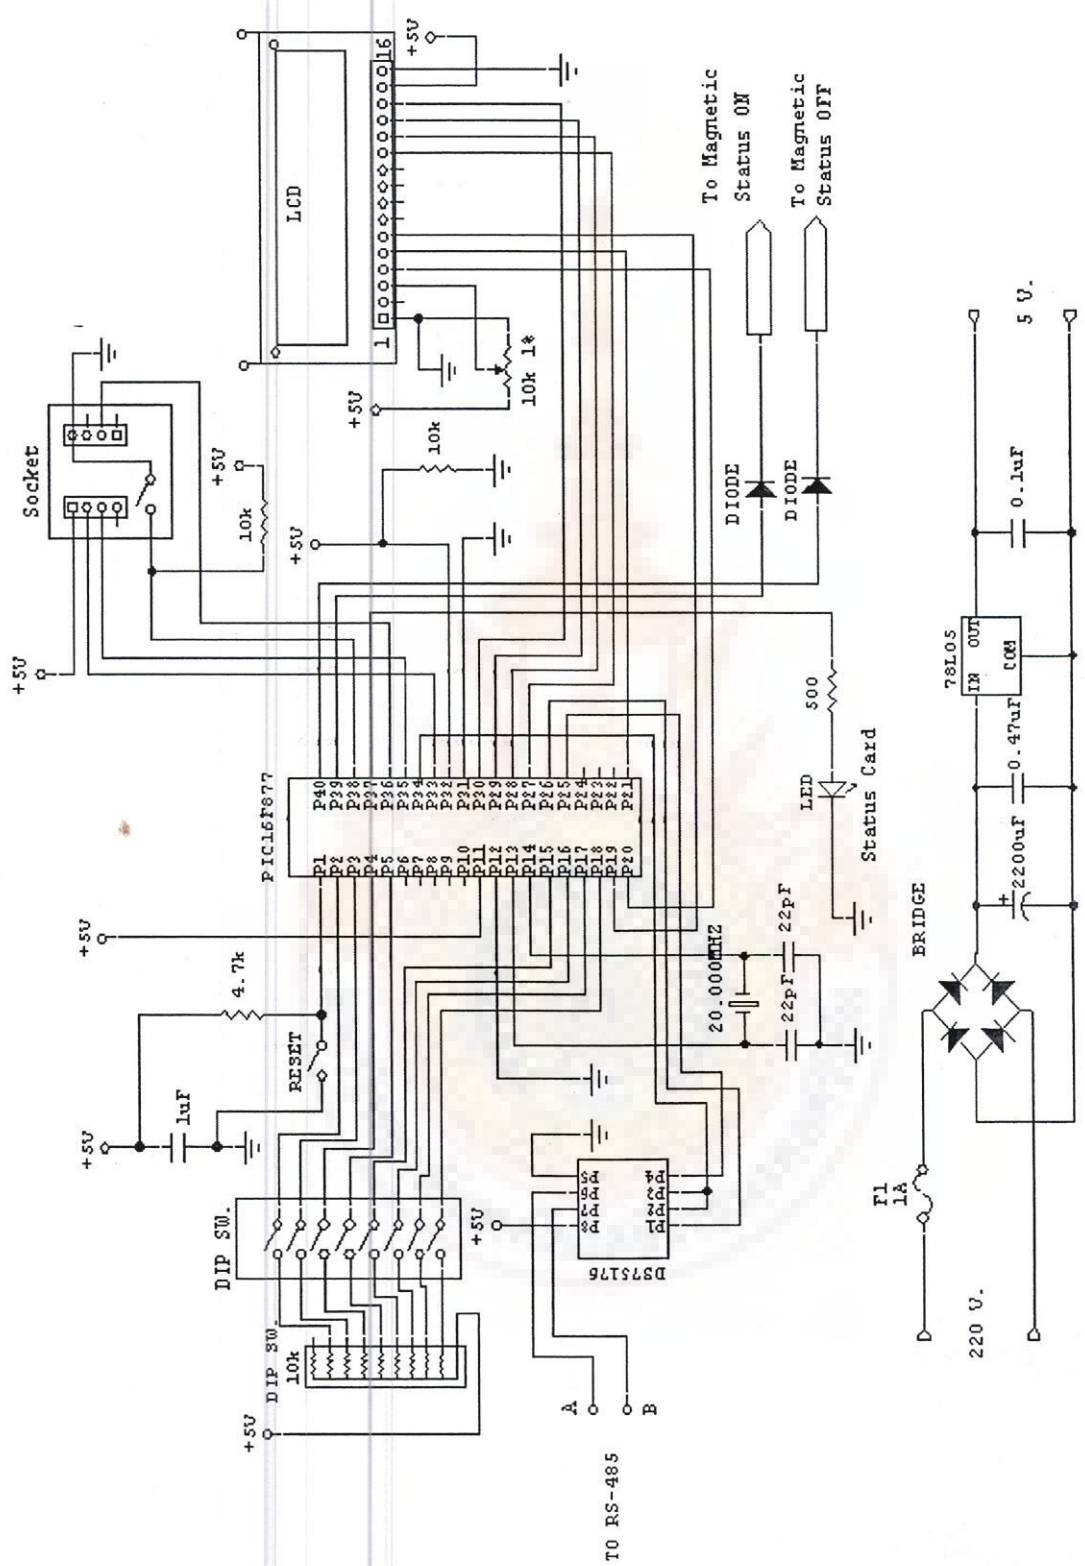 +5V
Socket
+5V
LCD
16
1
+5V
+5V
10k
+5V
10k 1%
+5V
10k
To Magnetic
Status ON
To Magnetic
Status OFF
DIODE
DIODE
PIC16F877
P40
P39
P38
P37
P36
P35
P34
P33
P32
P31
P30
P29
P28
P27
P26
P25
P24
P23
P22
P21
P1
P2
P3
P4
P5
P6
P7
P8
P9
P10
P11
P12
P13
P14
P15
P16
P17
P18
P19
P20
+5V
4.7k
RESET
+5V
1uF
DIP SW.
DIP SW.
10k
+5V
+5V
P5
P6
P7
P8
P4
P3
P2
P1
DS75176
A
B
TO RS-485
20.000MHZ
22pF
22pF
500
LED
Status Card
220 V.
F1
1A
BRIDGE
+
2200uF
0.47uF
78L05
IN
OUT
COM
0.1uF
5 V.